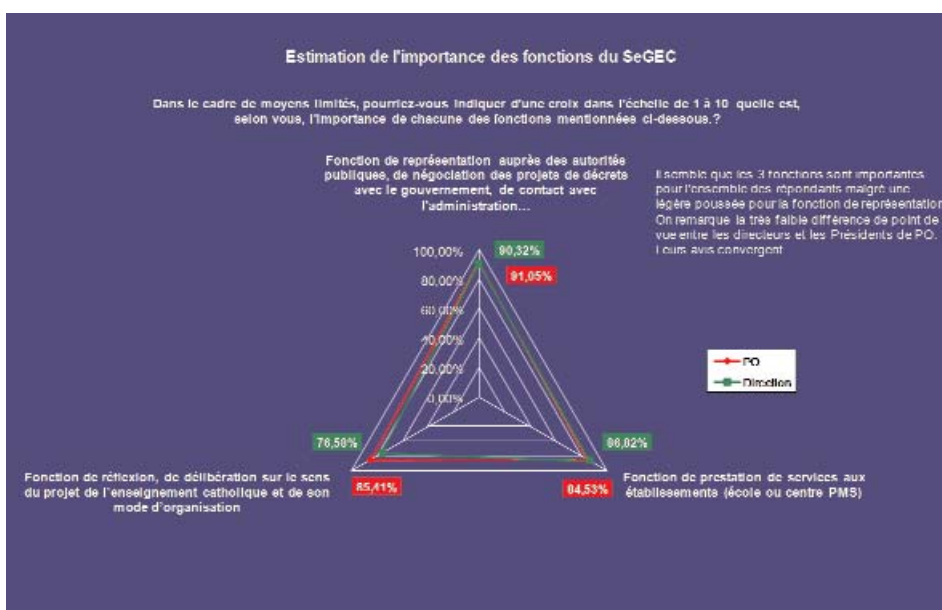 Estimation de l'importance des fonctions du SeGEC
Dans le cadre de moyens limités, pourriez-vous indiquer d'une croix dans l'échelle de 1 à 10 quelle est,
selon vous, l'importance de chacune des fonctions mentionnées ci-dessous.?
Fonction de représentation auprès des autorités
publiques, de négociation des projets de décrets
avec le gouvernement, de contact avec
l'administration...
Il semble que les 3 fonctions sont importantes
pour l'ensemble des répondants malgré une
légère poussée pour la fonction de représentation
On remarque la très faible différence de point de
vue entre les directeurs et les Présidents de PO.
Leurs avis convergent
100,00%
90,32%
91,05%
80,00%
60,00%
40,00%
20,00%
0,00%
PO
Direction
76,58%
86,82%
Fonction de réflexion, de délibération sur le sens
du projet de l'enseignement catholique et de son
mode d'organisation
85,41%
84,53%
Fonction de prestation de services aux
établissements (école ou centre PMS)